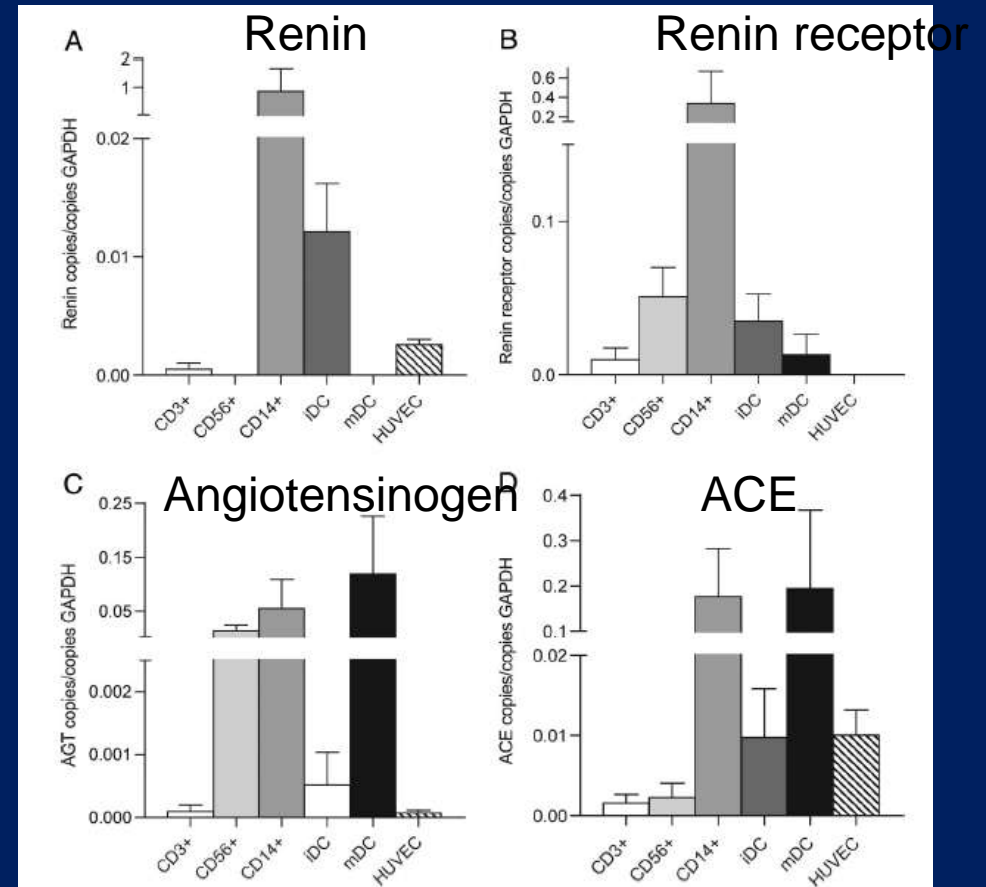 A
Renin
Renin copies/copies GAPDH
2
1
0.02
0.01
0.00
CD3+
CD56+
CD14+
iDC
mDC
HUVEC
B
Renin receptor
Renin receptor copies/copies GAPDH
0.6
0.4
0.2
0.1
0.0
CD3+
CD56+
CD14+
iDC
mDC
HUVEC
C
Angiotensinogen
AGT copies/copies GAPDH
0.25
0.15
0.05
0.002
0.001
0.000
CD3+
CD56+
CD14+
iDC
mDC
HUVEC
D
ACE
ACE copies/copies GAPDH
0.4
0.3
0.2
0.1
0.02
0.01
0.00
CD3+
CD56+
CD14+
iDC
mDC
HUVEC